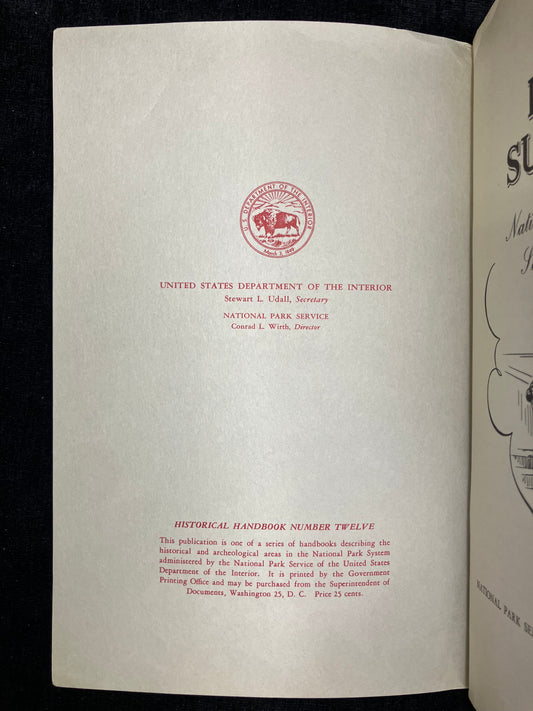 U. S. DEPARTMENT OF THE INTERIOR
March 3, 1849
UNITED STATES DEPARTMENT OF THE INTERIOR
Stewart L. Udall, Secretary
NATIONAL PARK SERVICE
Conrad L. Wirth, Director
HISTORICAL HANDBOOK NUMBER TWELVE
This publication is one of a series of handbooks describing the
historical and archeological areas in the National Park System
administered by the National Park Service of the United States
Department of the Interior. It is printed by the Government
Printing Office and may be purchased from the Superintendent of
Documents, Washington 25, D. C. Price 25 cents.
SU
Nati
NATIONAL PARK SE